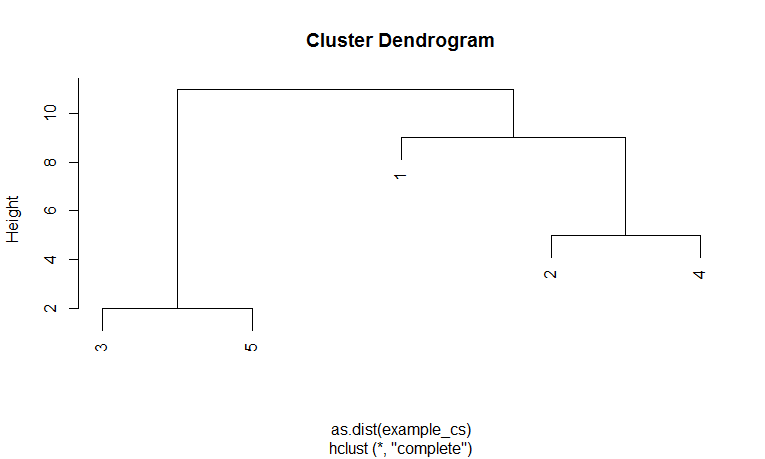 Cluster Dendrogram
Height
10
8
6
4
2
1
2
4
3
5
as.dist(example_cs)
hclust (*, "complete")